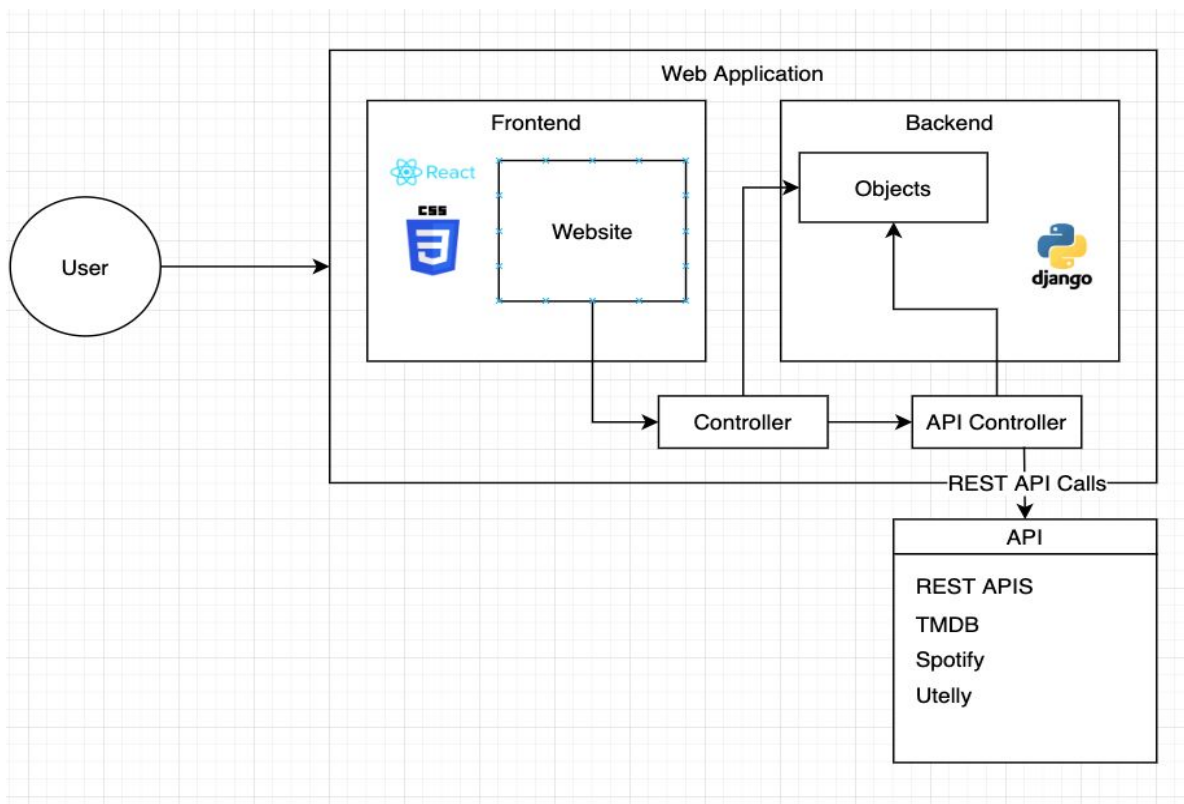 Web Application
Frontend
Backend
React
CSS
3
Website
Objects
django
User
Controller
API Controller
REST API Calls
API
REST APIS
TMDB
Spotify
Utelly